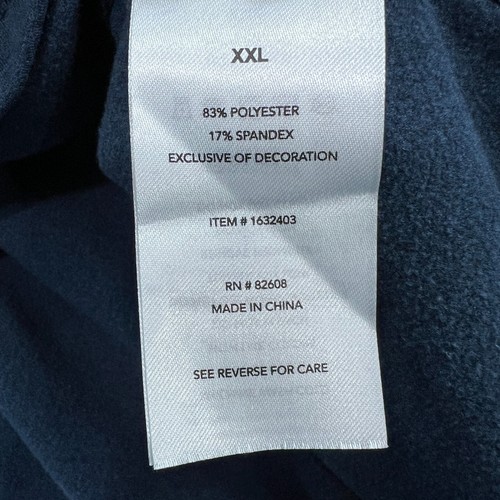 XXL
83% POLYESTER
17% SPANDEX
EXCLUSIVE OF DECORATION
ITEM # 1632403
RN # 82608
MADE IN CHINA
SEE REVERSE FOR CARE